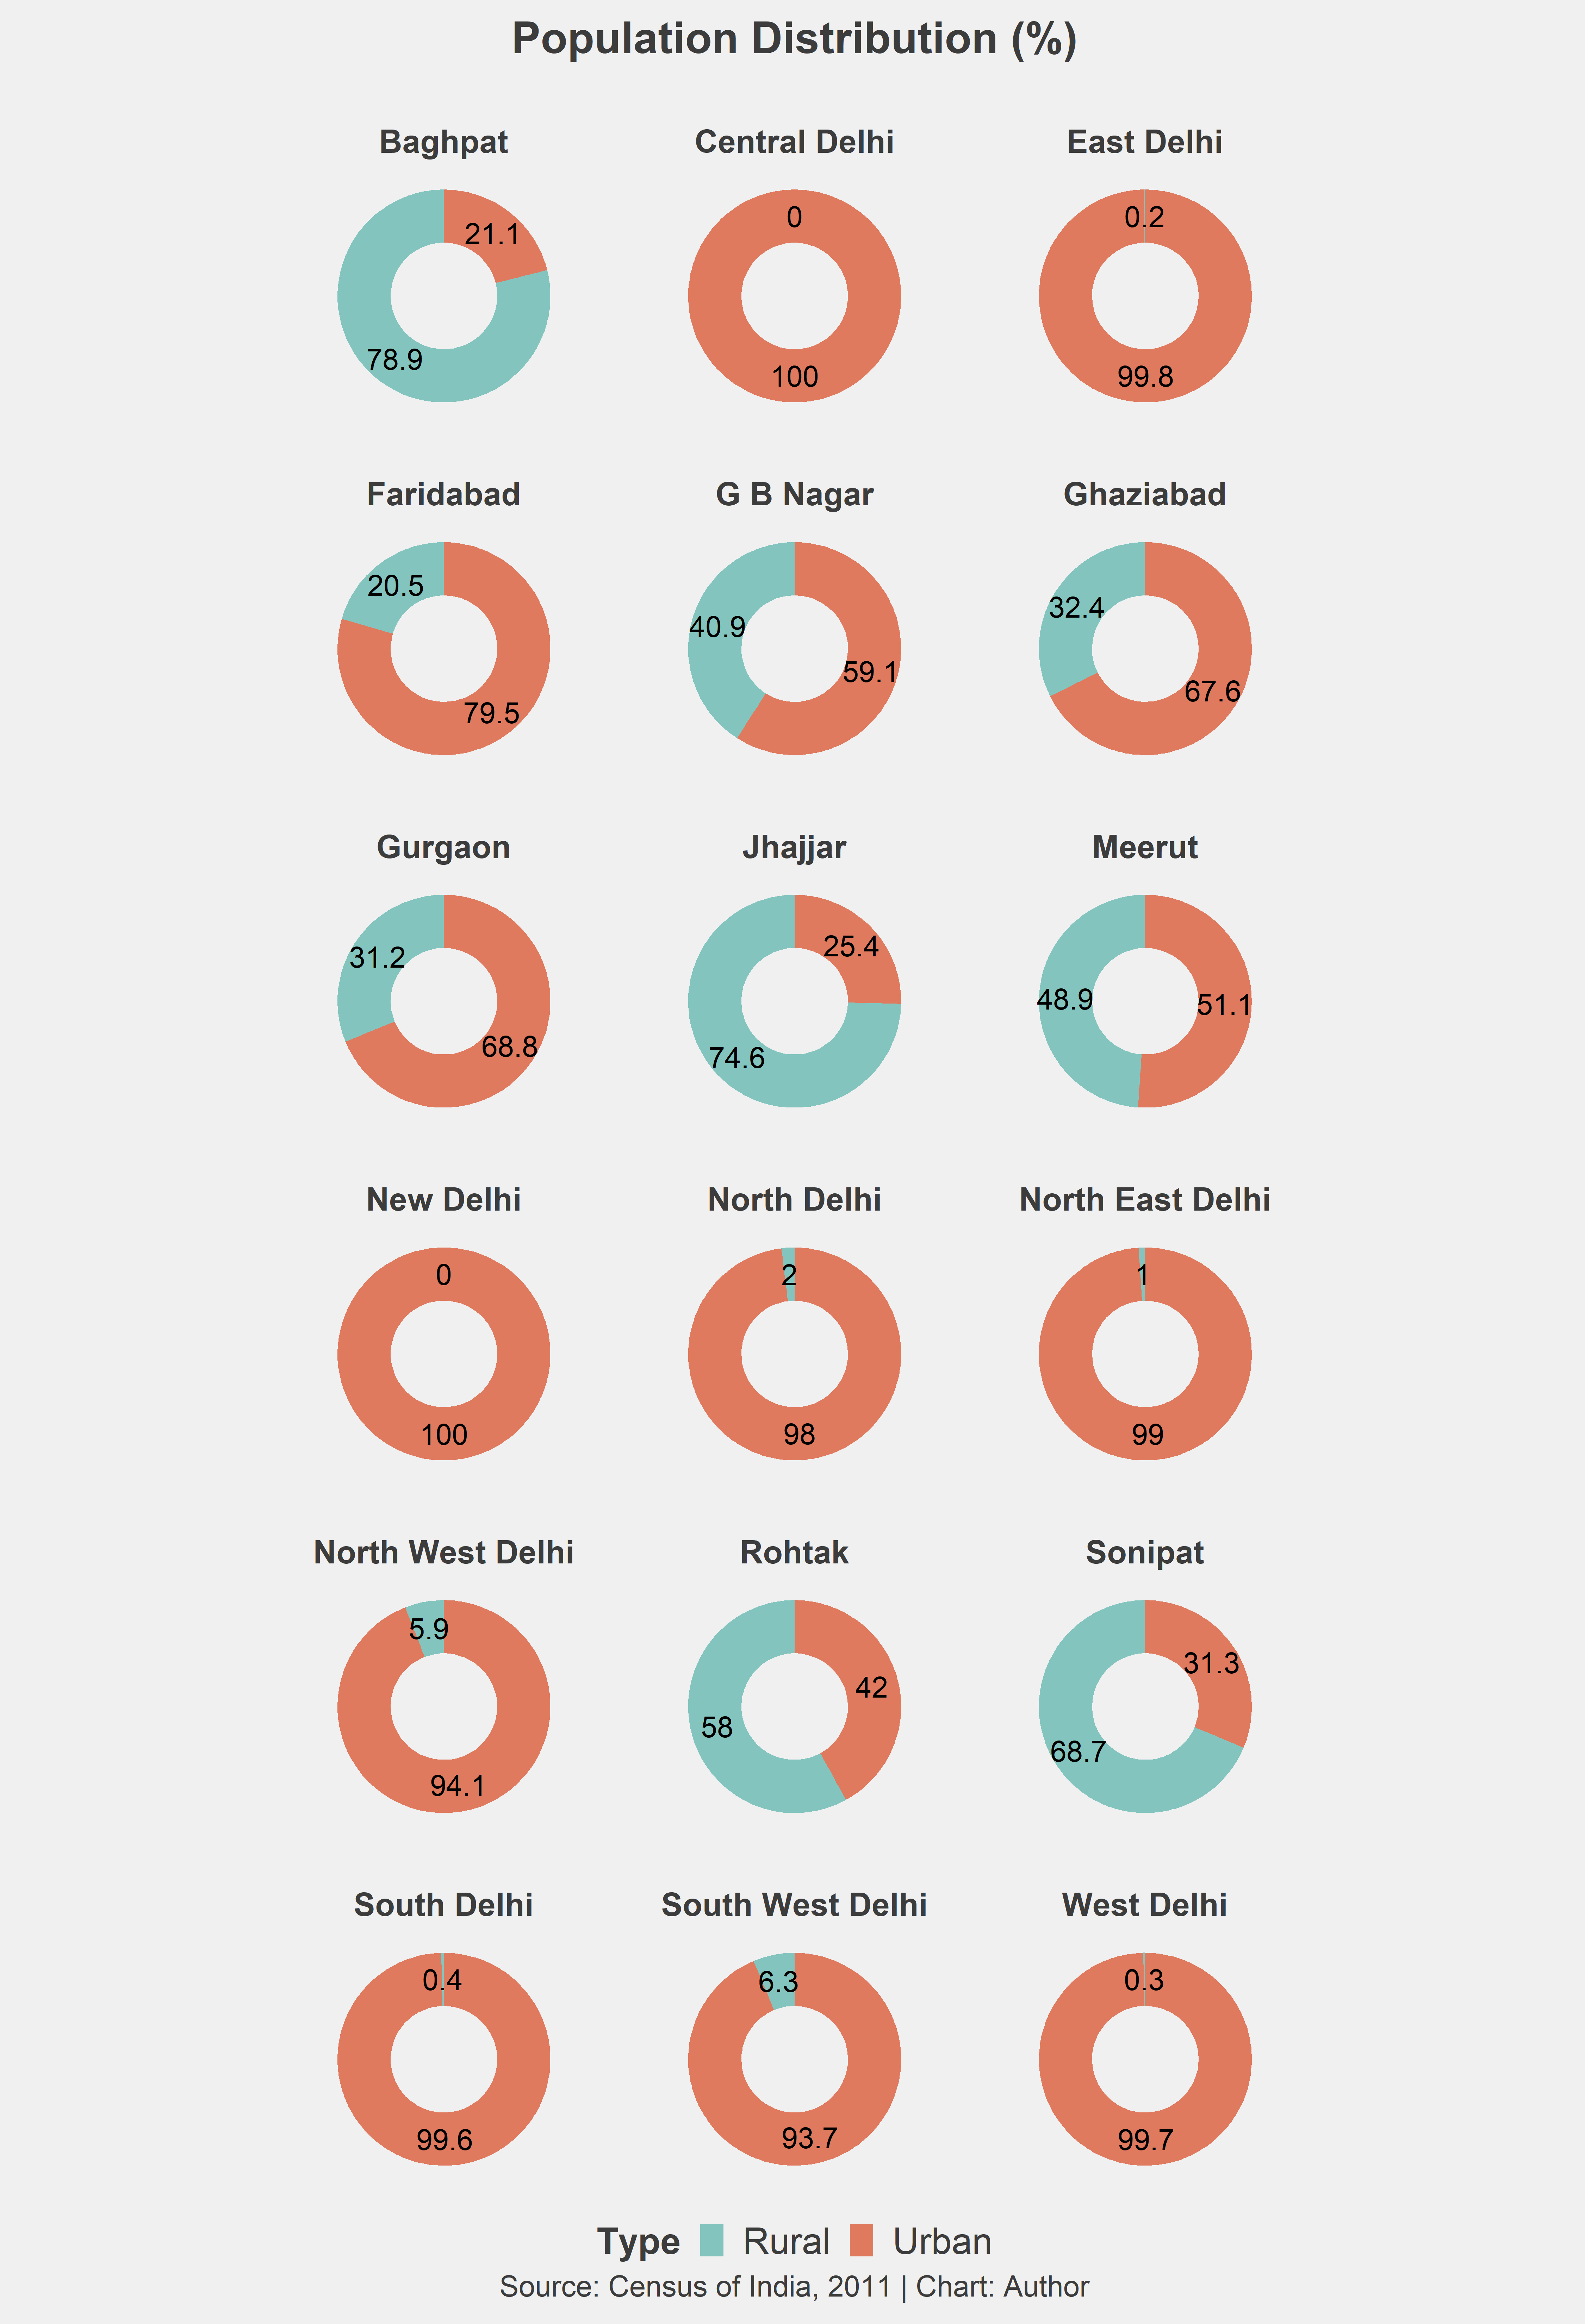 Population Distribution (%)
Baghpat
Central Delhi
East Delhi
21.1
78.9
0
100
0.2
99.8
Faridabad
G B Nagar
Ghaziabad
20.5
79.5
40.9
59.1
32.4
67.6
Gurgaon
Jhajjar
Meerut
31.2
68.8
25.4
74.6
48.9
51.1
New Delhi
North Delhi
North East Delhi
0
100
2
98
1
99
North West Delhi
Rohtak
Sonipat
5.9
94.1
42
58
31.3
68.7
South Delhi
South West Delhi
West Delhi
0.4
99.6
6.3
93.7
0.3
99.7
Type Rural Urban
Source: Census of India, 2011 | Chart: Author